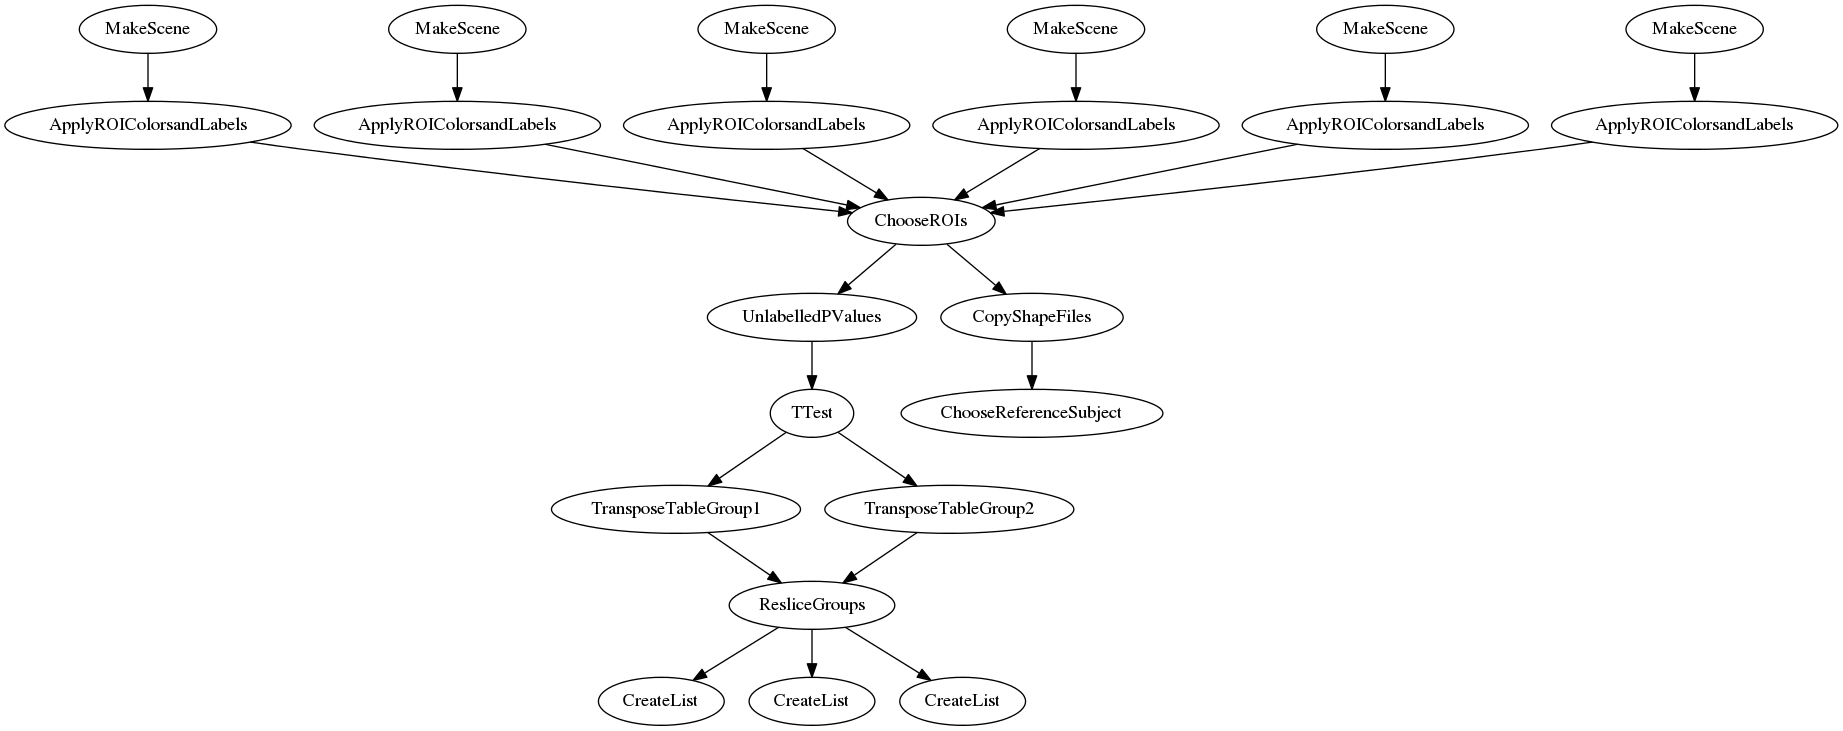 MakeScene
MakeScene
MakeScene
MakeScene
MakeScene
MakeScene
ApplyROIColorsandLabels
ApplyROIColorsandLabels
ApplyROIColorsandLabels
ApplyROIColorsandLabels
ApplyROIColorsandLabels
ApplyROIColorsandLabels
ChooseROIs
UnlabelledPValues
CopyShapeFiles
TTest
ChooseReferenceSubject
TransposeTableGroup1
TransposeTableGroup2
ResliceGroups
CreateList
CreateList
CreateList